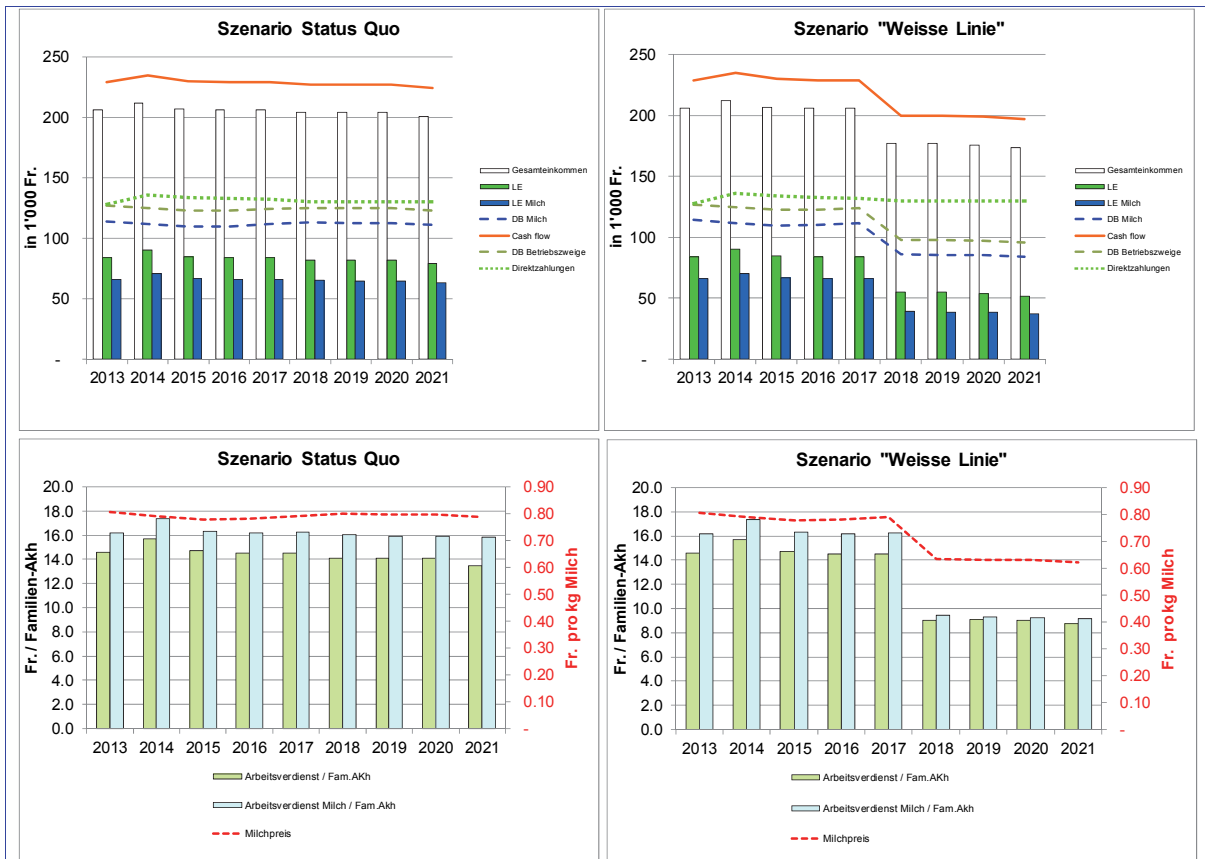 Szenario Status Quo
250
200
150
100
50
-
in 1'000 Fr.
2013 2014 2015 2016 2017 2018 2019 2020 2021
Gesamteinkommen
LE
LE Milch
DB Milch
Cash flow
DB Betriebszweige
Direktzahlungen
Szenario "Weisse Linie"
250
200
150
100
50
-
in 1'000 Fr.
2013 2014 2015 2016 2017 2018 2019 2020 2021
Gesamteinkommen
LE
LE Milch
DB Milch
Cash flow
DB Betriebszweige
Direktzahlungen
Szenario Status Quo
20.0
18.0
16.0
14.0
12.0
10.0
8.0
6.0
4.0
2.0
0.0
Fr. / Familien-Akh
0.90
0.80
0.70
0.60
0.50
0.40
0.30
0.20
0.10
-
Fr. pro kg Milch
2013 2014 2015 2016 2017 2018 2019 2020 2021
Arbeitsverdienst / Fam.AKh
Arbeitsverdienst Milch / Fam.Akh
Milchpreis
Szenario "Weisse Linie"
20.0
18.0
16.0
14.0
12.0
10.0
8.0
6.0
4.0
2.0
0.0
Fr. / Familien-Akh
0.90
0.80
0.70
0.60
0.50
0.40
0.30
0.20
0.10
-
Fr. pro kg Milch
2013 2014 2015 2016 2017 2018 2019 2020 2021
Arbeitsverdienst / Fam.AKh
Arbeitsverdienst Milch / Fam.Akh
Milchpreis